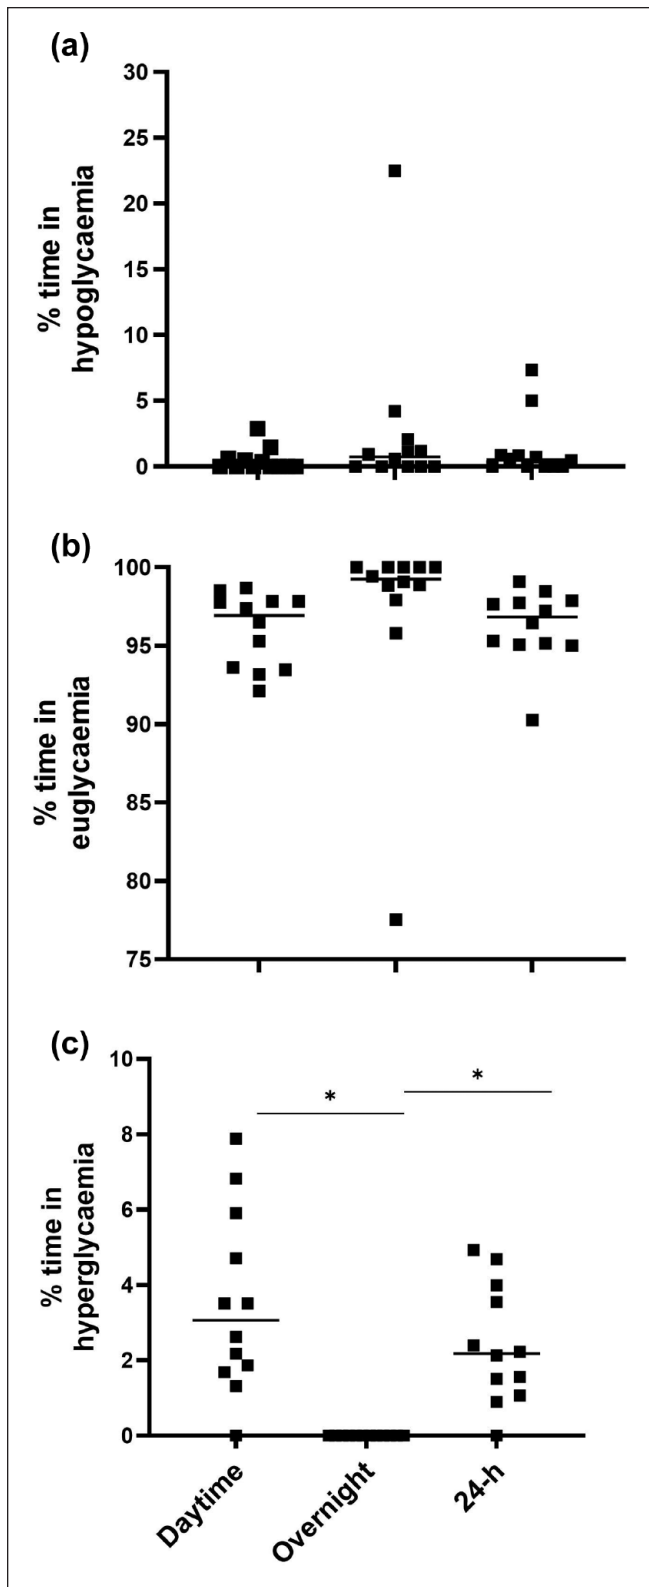 (a)
% time in
hypoglycaemia
30
25
20
15
10
5
0
(b)
% time in
euglycaemia
100
95
90
85
80
75
(c)
% time in
hyperglycaemia
10
8
6
4
2
0
*
*
Daytime
Overnight
24-h